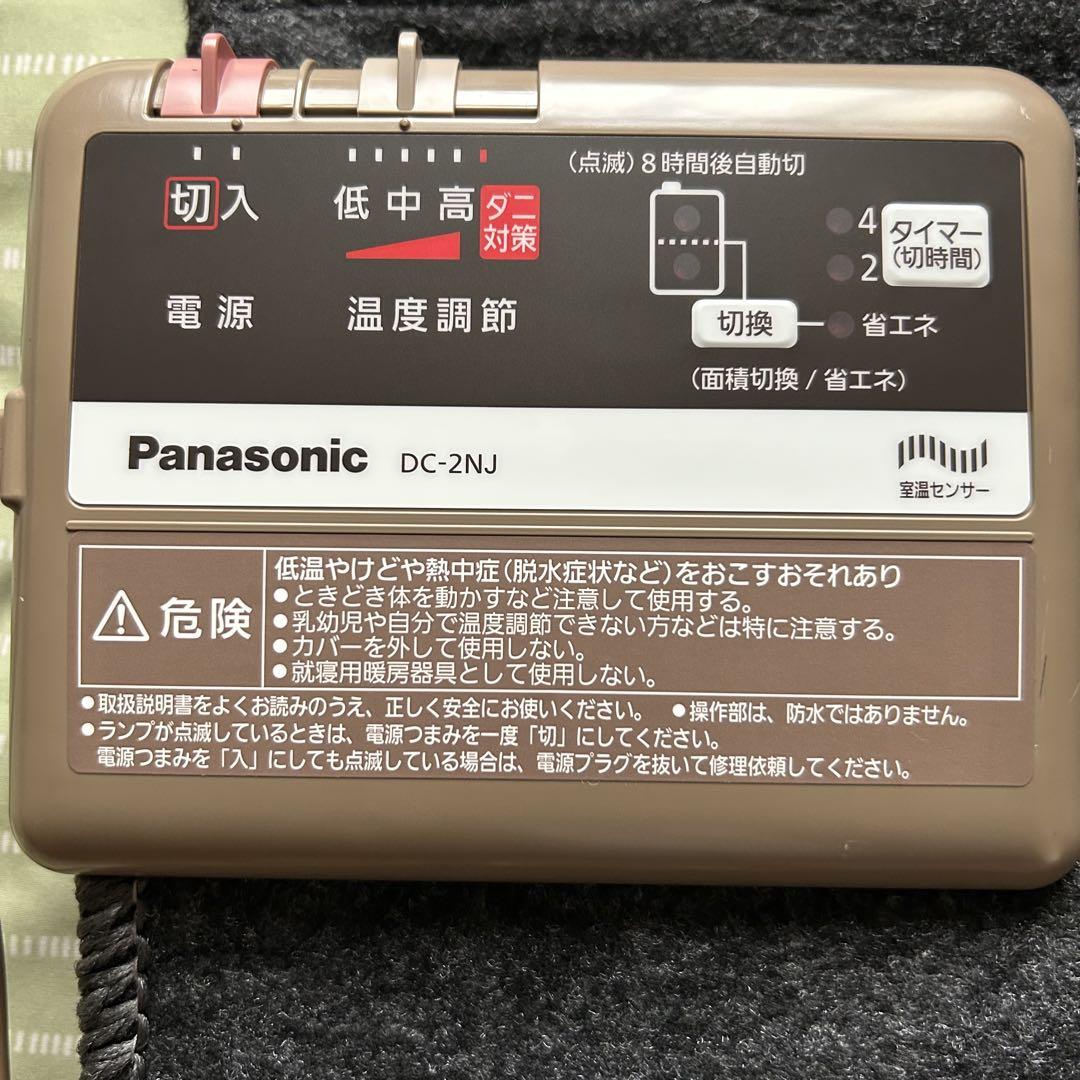 (点滅)8時間後自動切
切 入
低 中 高 ダニ対策
電源
温度調節
4
2
タイマー
(切時間)
切換
省エネ
(面積切換/省エネ)
Panasonic DC-2NJ
室温センサー
危険
低温やけどや熱中症(脱水症状など)をおこすおそれあり
●ときどき体を動かすなど注意して使用する。
●乳幼児や自分で温度調節できない方などは特に注意する。
●カバーを外して使用しない。
●就寝用暖房器具として使用しない。
●取扱説明書をよくお読みのうえ、正しく安全にお使いください。 ●操作部は、防水ではありません。
●ランプが点滅しているときは、電源つまみを一度「切」にしてください。
電源つまみを「入」にしても点滅している場合は、電源プラグを抜いて修理依頼してください。